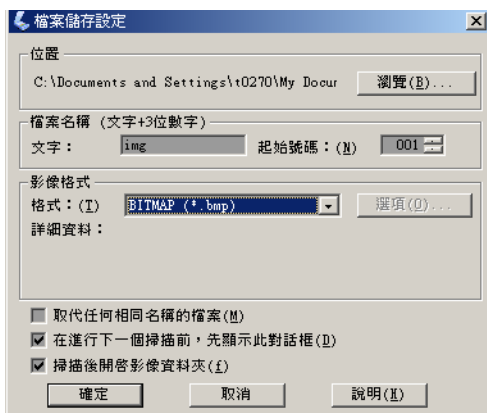 檔案儲存設定
位置
C:\Documents and Settings\t0270\My Docur 瀏覽(B)...
檔案名稱 (文字+3位數字)
文字： img 起始號碼：(N) 001
影像格式
格式：(T) BITMAP (*.bmp) 選項(O)...
詳細資料：
取代任何相同名稱的檔案(M)
在進行下一個掃描前，先顯示此對話框(D)
掃描後開啓影像資料夾(f)
確定 取消 說明(H)